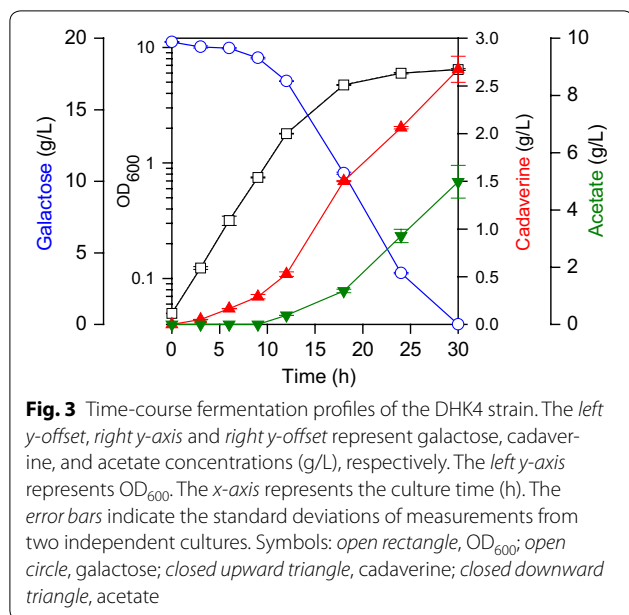 20
15
10
5
0
Galactose (g/L)
10
1
0.1
OD600
3.0
2.5
2.0
1.5
1.0
0.5
0.0
Cadaverine (g/L)
10
8
6
4
2
0
Acetate (g/L)
0 5 10 15 20 25 30
Time (h)
Fig. 3 Time-course fermentation profiles of the DHK4 strain. The left
y-offset, right y-axis and right y-offset represent galactose, cadaver-
ine, and acetate concentrations (g/L), respectively. The left y-axis
represents OD600. The x-axis represents the culture time (h). The
error bars indicate the standard deviations of measurements from
two independent cultures. Symbols: open rectangle, OD600; open
circle, galactose; closed upward triangle, cadaverine; closed downward
triangle, acetate